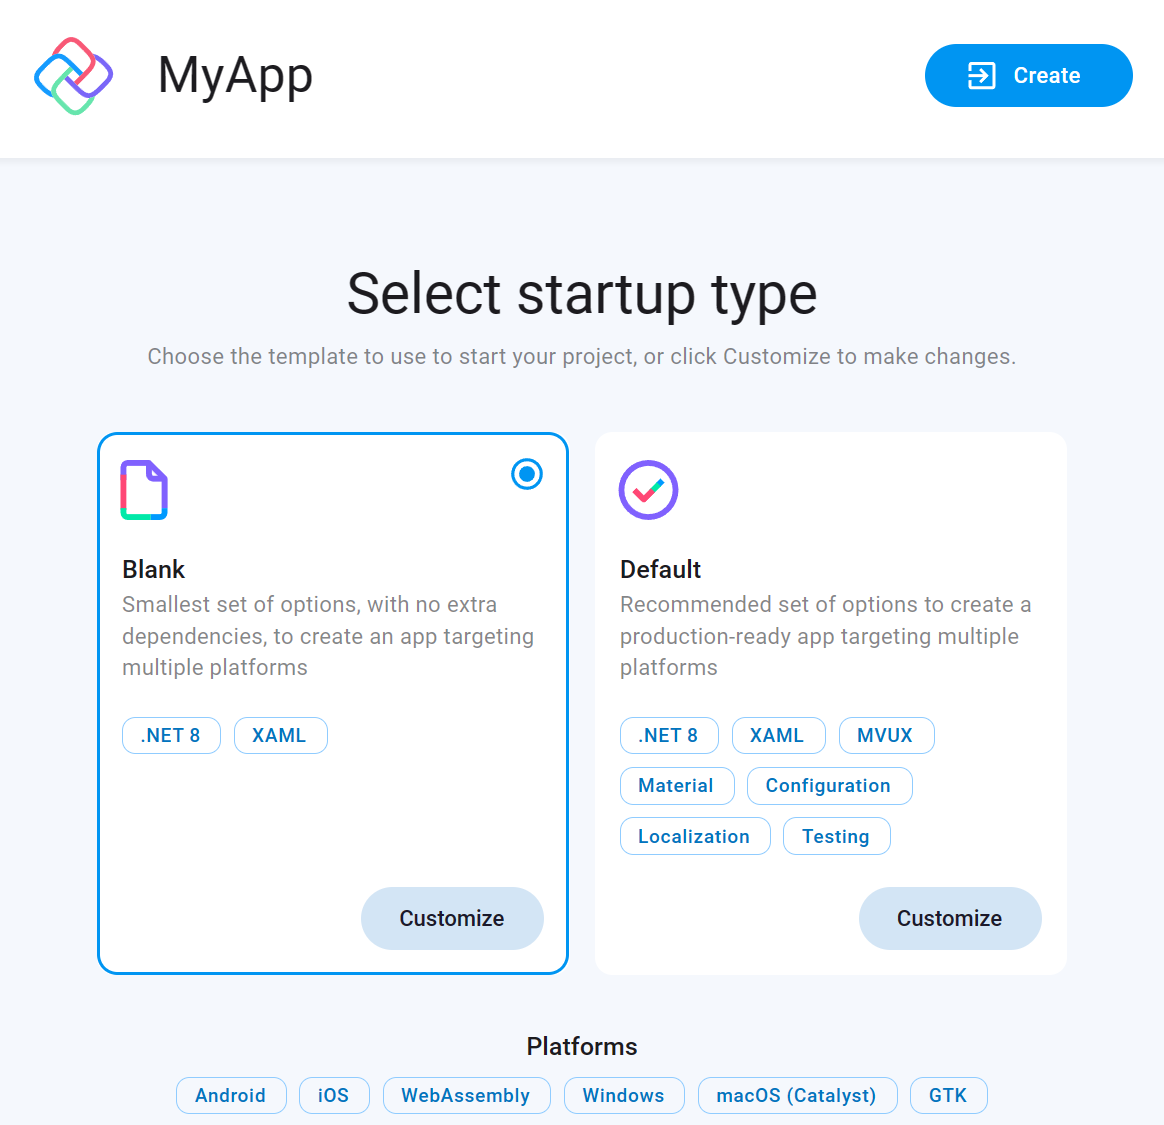 MyApp
Create
Select startup type
Choose the template to use to start your project, or click Customize to make changes.
Blank
Smallest set of options, with no extra
dependencies, to create an app targeting
multiple platforms
.NET 8 XAML
Customize
Default
Recommended set of options to create a
production-ready app targeting multiple
platforms
.NET 8 XAML MVUX
Material Configuration
Localization Testing
Customize
Platforms
Android iOS WebAssembly Windows macOS (Catalyst) GTK